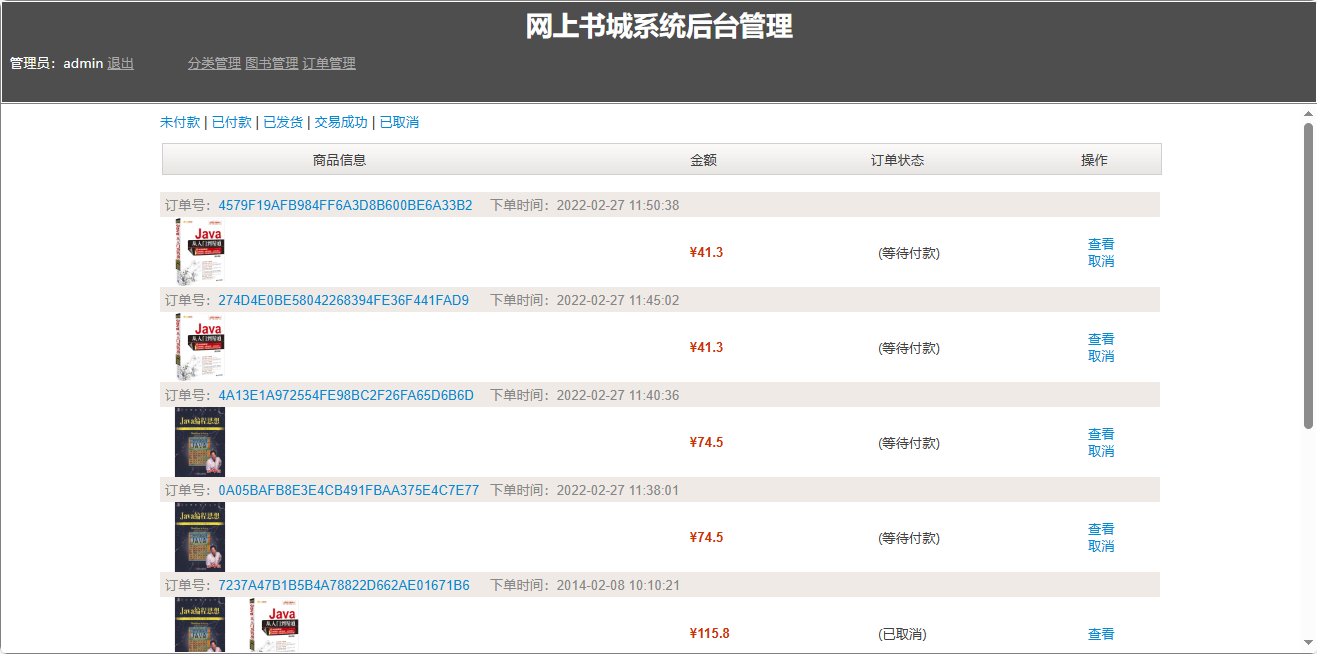 网上书城系统后台管理
管理员：admin 退出 分类管理 图书管理 订单管理
未付款 | 已付款 | 已发货 | 交易成功 | 已取消
商品信息 金额 订单状态 操作
订单号：4579F19AFB984FF6A3D8B600BE6A33B2 下单时间：2022-02-27 11:50:38
Java
从入门到精通
¥41.3 (等待付款) 查看
取消
订单号：274D4E0BE58042268394FE36F441FAD9 下单时间：2022-02-27 11:45:02
Java
从入门到精通
¥41.3 (等待付款) 查看
取消
订单号：4A13E1A972554FE98BC2F26FA65D6B6D 下单时间：2022-02-27 11:40:36
Java编程思想
¥74.5 (等待付款) 查看
取消
订单号：0A05BAFB8E3E4CB491FBAA375E4C7E77 下单时间：2022-02-27 11:38:01
Java编程思想
¥74.5 (等待付款) 查看
取消
订单号：7237A47B1B5B4A78822D662AE01671B6 下单时间：2014-02-08 10:10:21
Java编程思想
Java
从入门到精通
¥115.8 (已取消) 查看